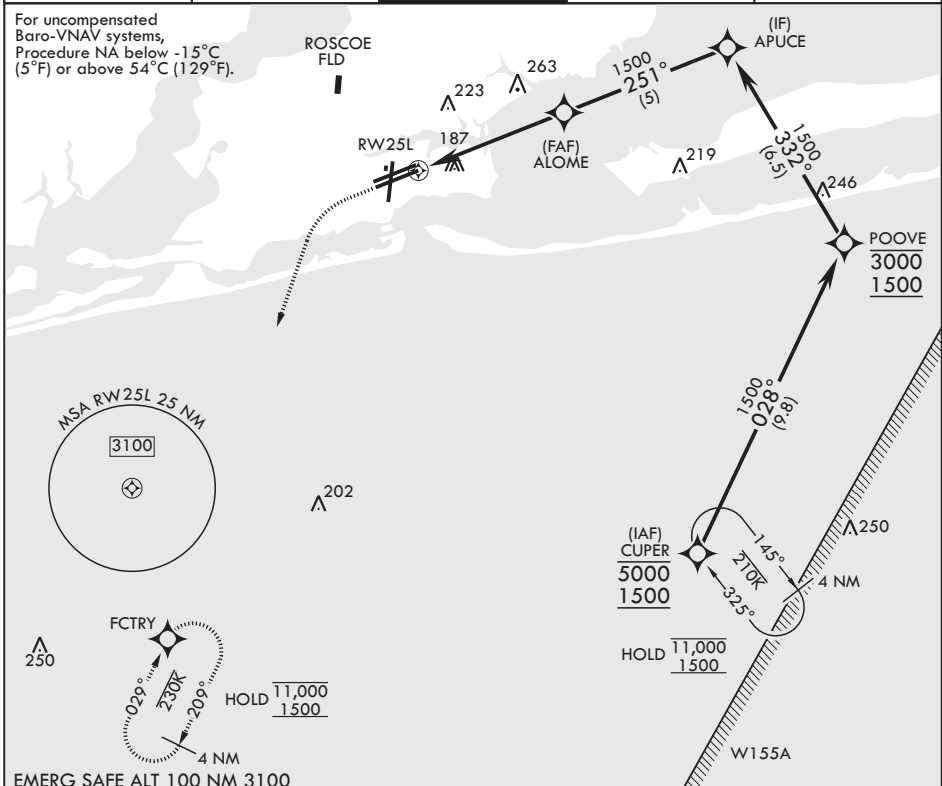 For uncompensated
Baro-VNAV systems,
Procedure NA below -15°C
(5°F) or above 54°C (129°F).
ROSCOE
FLD
(IF)
APUCE
263
223
1500
251°
(5)
187
RW25L
(FAF)
ALOME
219
1500
332°
(6.5)
246
POOVE
3000
1500
MSA RW25L 25 NM
3100
1500
028°
(9.8)
202
(IAF)
CUPER
5000
1500
250
145°
210K
325°
4 NM
HOLD 11,000
1500
FCTRY
250
029°
230K
209°
HOLD 11,000
1500
4 NM
W155A
EMERG SAFE ALT 100 NM 3100